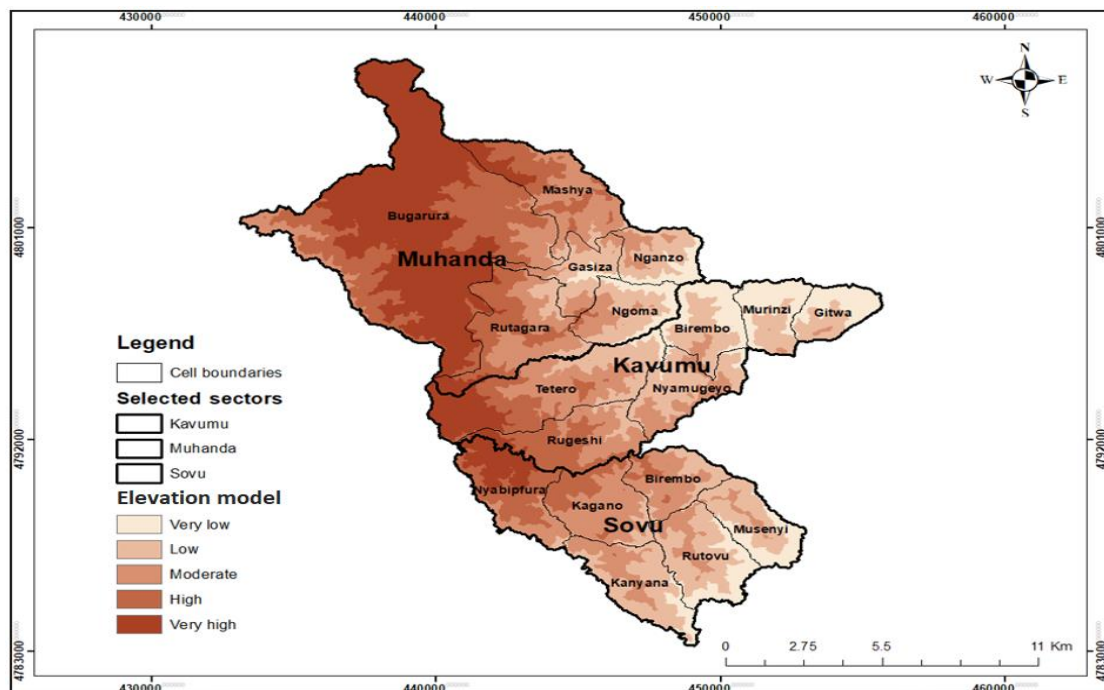 430000
440000
450000
460000
N
W
E
S
Mashya
Bugarura
4801000
4801000
Muhanda
Nganzo
Gasiza
Ngoma
Birembo
Murinzi
Gitwa
Rutagara
Legend
Cell boundaries
Selected sectors
Kavumu
Muhanda
Sovu
Elevation model
Very low
Low
Moderate
High
Very high
Kavumu
Tetero
Nyamugeyo
Rugeshi
4792000
4792000
Nyabipfura
Birembo
Kagano
Sovu
Musenyi
Rutovu
Kanyana
0
2.75
5.5
11 Km
4783000
4783000
430000
440000
450000
460000